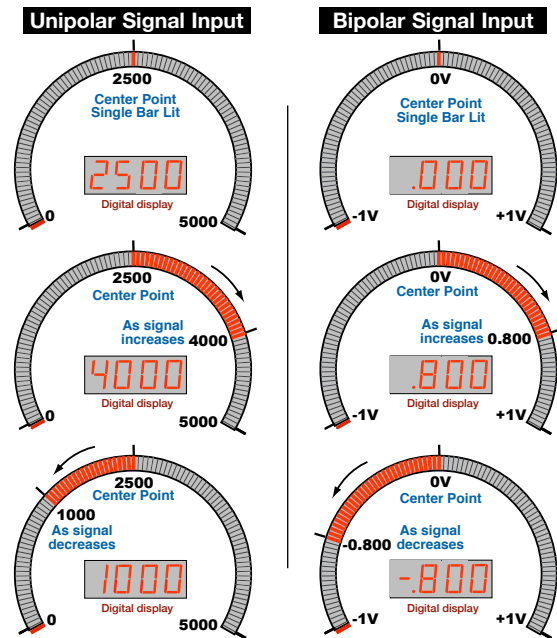 Unipolar Signal Input
2500
Center Point
Single Bar Lit
2500
Digital display
0
5000
2500
Center Point
As signal
increases 4000
4000
Digital display
0
5000
2500
Center Point
1000
As signal
decreases
1000
Digital display
0
5000
Bipolar Signal Input
0V
Center Point
Single Bar Lit
.000
Digital display
-1V
+1V
0V
Center Point
As signal
increases 0.800
.800
Digital display
-1V
+1V
0V
Center Point
As signal
-0.800 decreases
-.800
Digital display
-1V
+1V